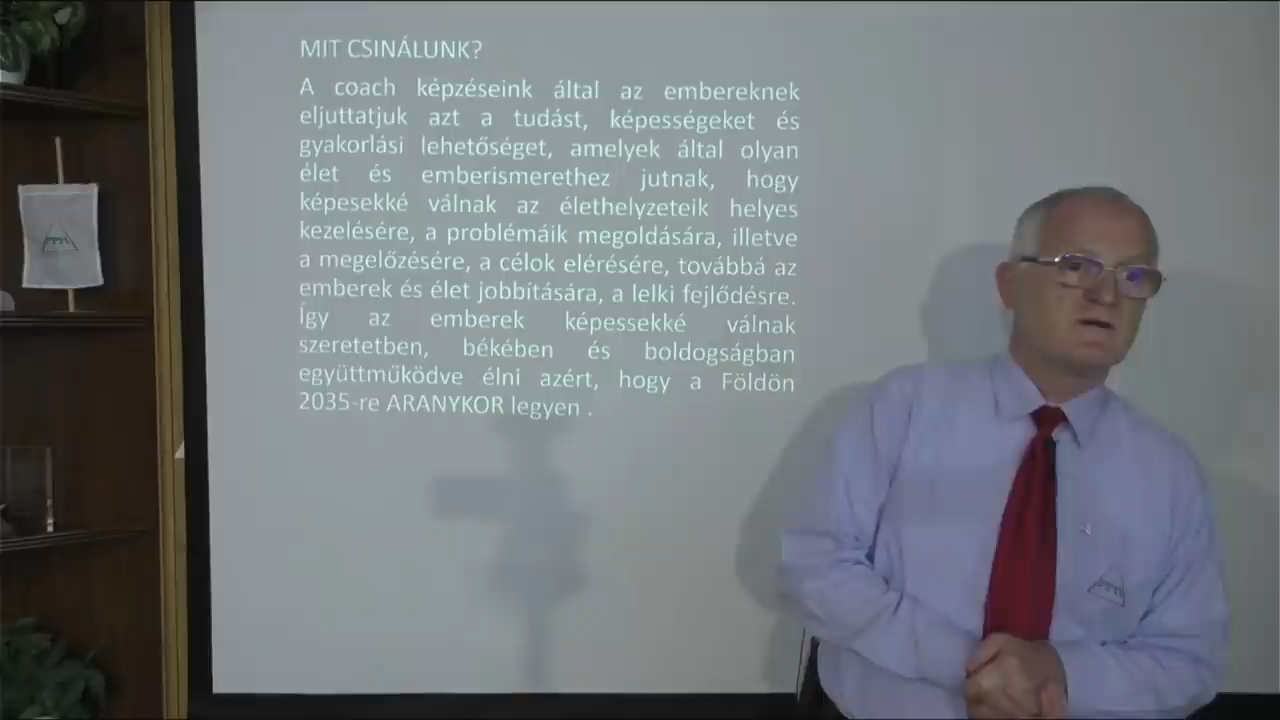 MIT CSINÁLUNK?
A coach képzéseink által az embereknek
eljuttatjuk azt a tudást, képességeket és
gyakorlási lehetőséget, amelyek által olyan
élet és emberismerethez jutnak, hogy
képesekké válnak az élethelyzeteik helyes
kezelésére, a problémáik megoldására, illetve
a megelőzésére, a célok elérésére, továbbá az
emberek és élet jobbítására, a lelki fejlődésre.
Így az emberek képessekké válnak
szeretetben, békében és boldogságban
együttműködve élni azért, hogy a Földön
2035-re ARANYKOR legyen .